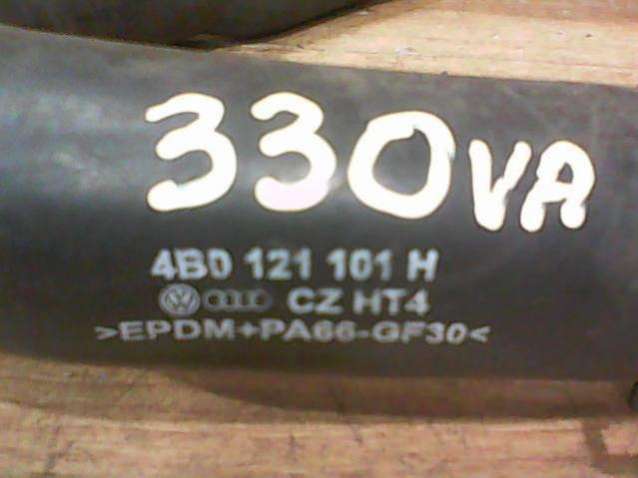 330VA
4B0 121 101 H
CZ HT4
>EPDM+PA66-GF30<